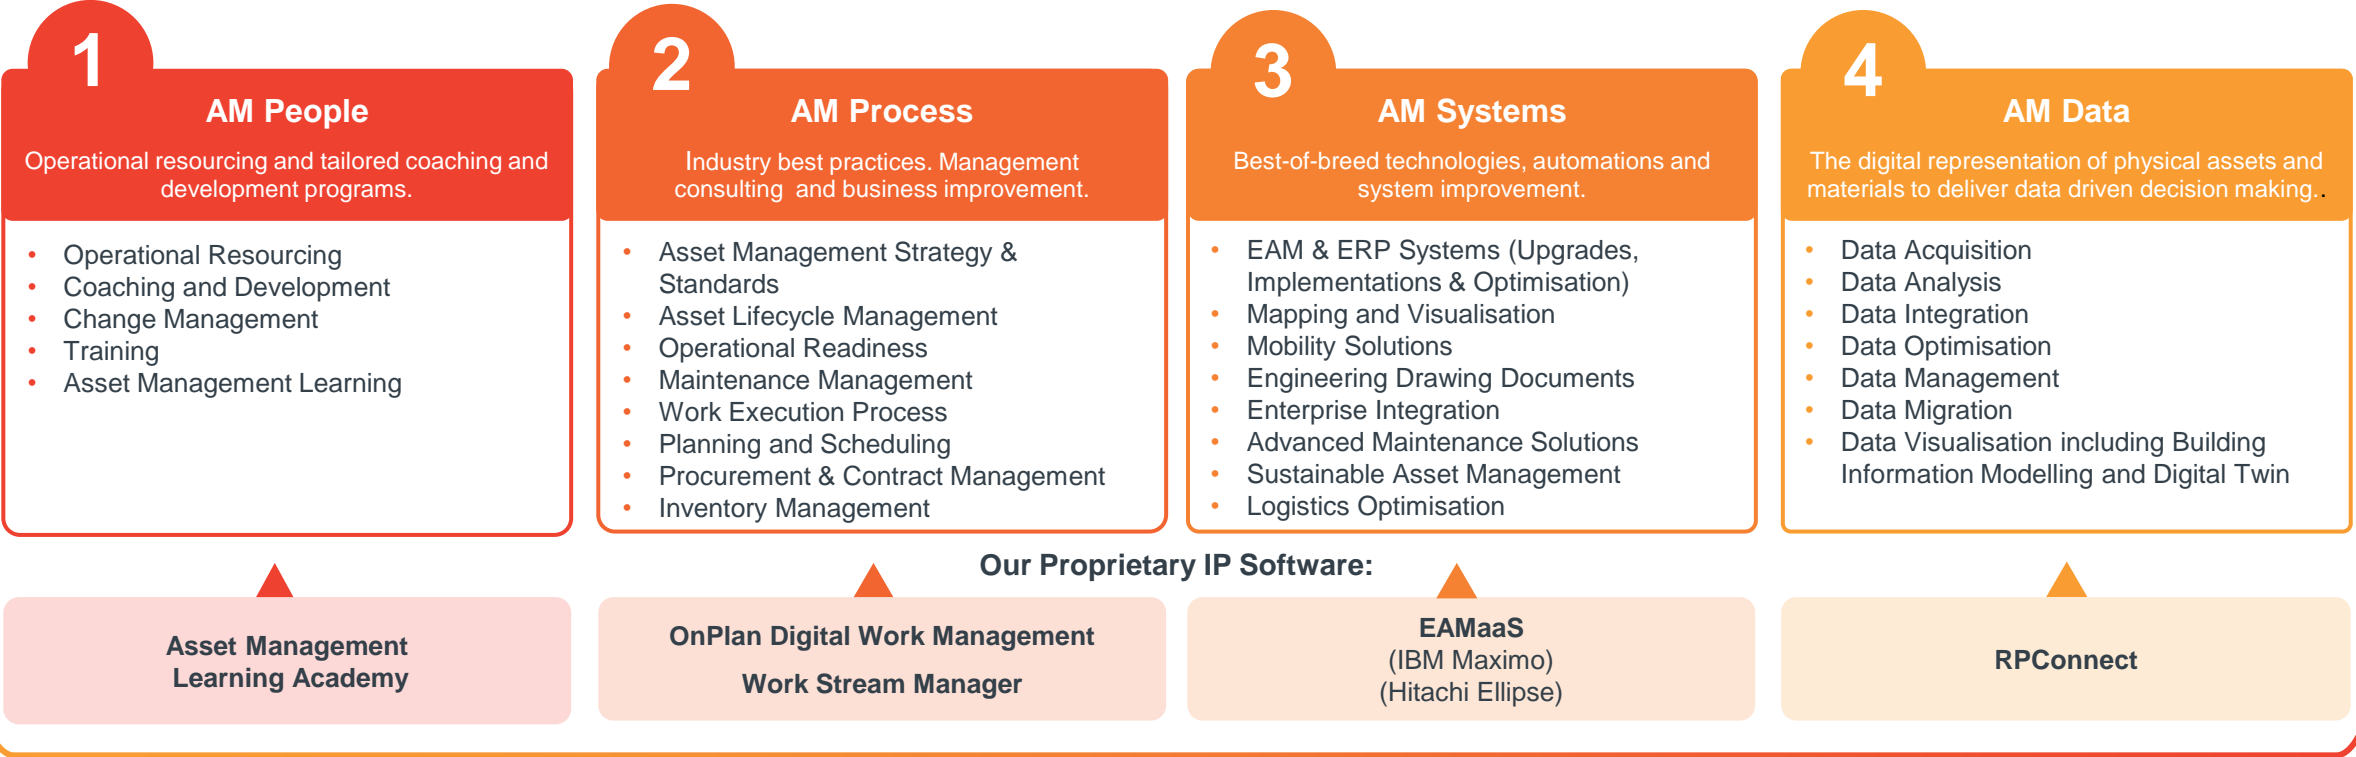 1
AM People
Operational resourcing and tailored coaching and
development programs.
• Operational Resourcing
• Coaching and Development
• Change Management
• Training
• Asset Management Learning
2
AM Process
Industry best practices. Management
consulting  and business improvement.
• Asset Management Strategy &
Standards
• Asset Lifecycle Management
• Operational Readiness
• Maintenance Management
• Work Execution Process
• Planning and Scheduling
• Procurement & Contract Management
• Inventory Management
3
AM Systems
Best-of-breed technologies, automations and
system improvement.
• EAM & ERP Systems (Upgrades,
Implementations & Optimisation)
• Mapping and Visualisation
• Mobility Solutions
• Engineering Drawing Documents
• Enterprise Integration
• Advanced Maintenance Solutions
• Sustainable Asset Management
• Logistics Optimisation
4
AM Data
The digital representation of physical assets and
materials to deliver data driven decision making..
• Data Acquisition
• Data Analysis
• Data Integration
• Data Optimisation
• Data Management
• Data Migration
• Data Visualisation including Building
Information Modelling and Digital Twin
Our Proprietary IP Software:
Asset Management
Learning Academy
OnPlan Digital Work Management
Work Stream Manager
EAMaaS
(IBM Maximo)
(Hitachi Ellipse)
RPConnect